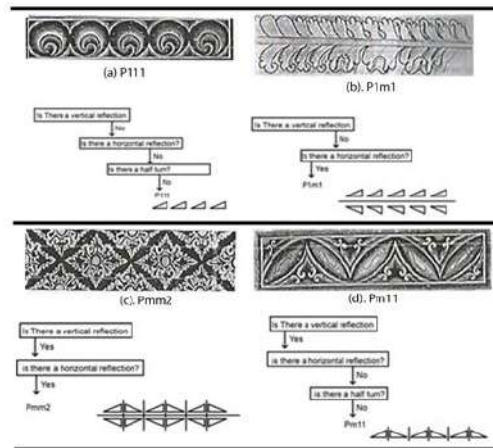 (a) P111
Is There a vertical reflection
No
Is there a horizontal reflection?
No
Is there a half turn?
No
P111
(b). P1m1
Is There a vertical reflection
No
Is there a horizontal reflection?
Yes
P1m1
(c). Pmm2
Is There a vertical reflection
Yes
is there a horizontal reflection?
Yes
Pmm2
(d). Pm11
Is There a vertical reflection
Yes
is there a horizontal reflection?
No
is there a half turn?
No
Pm11